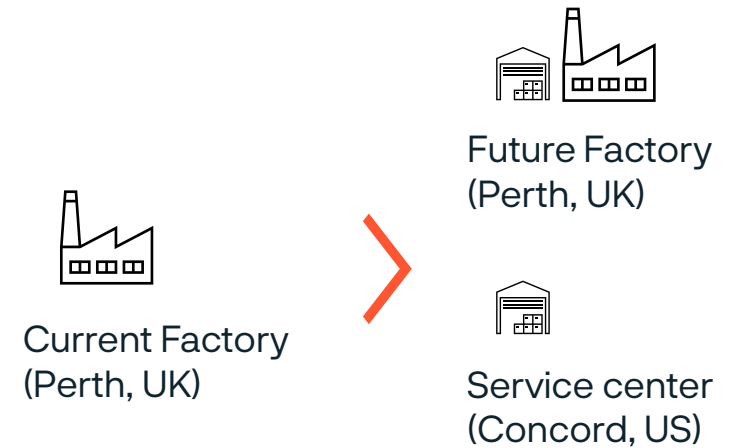 Current Factory
(Perth, UK)
Future Factory
(Perth, UK)
Service center
(Concord, US)